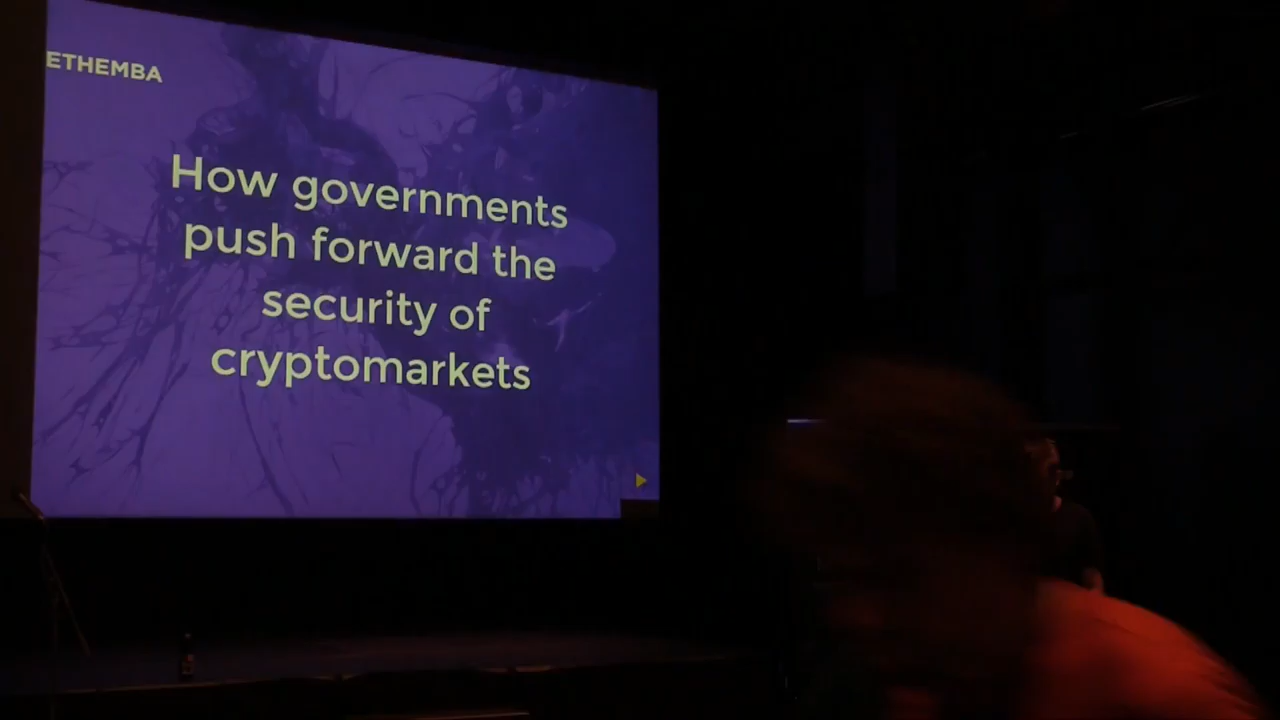 ETHEMBA
How governments
push forward the
security of
cryptomarkets